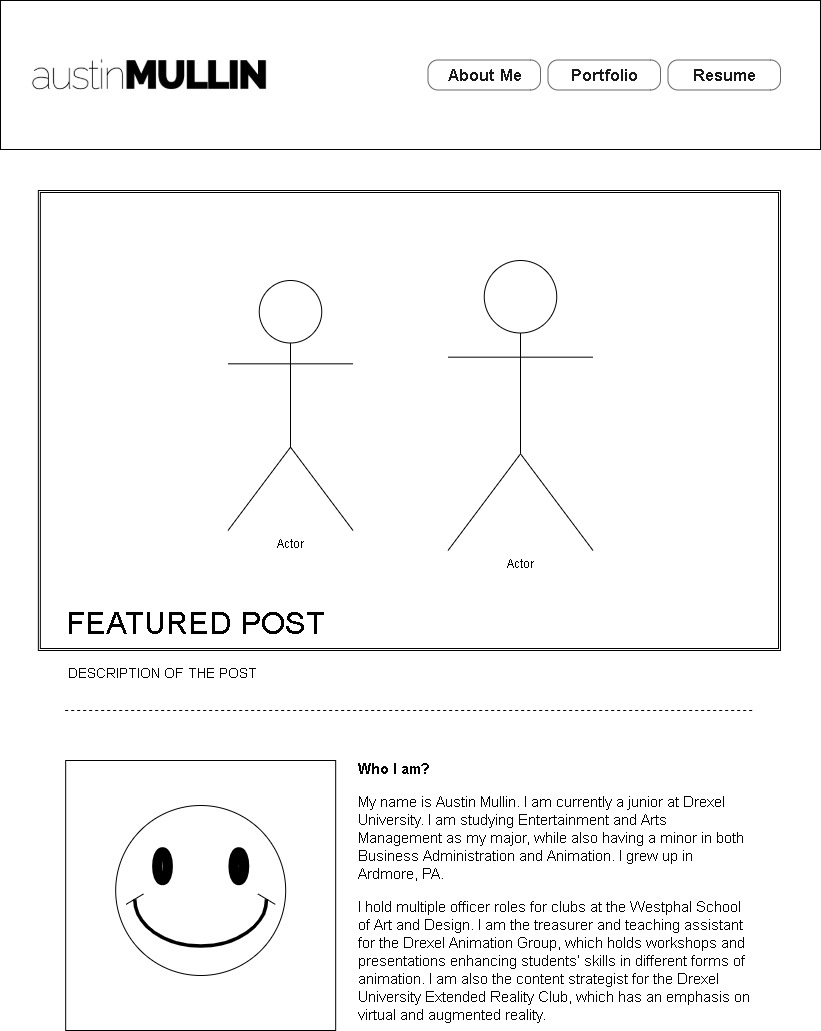 austinMULLIN
About Me Portfolio Resume
Actor
Actor
FEATURED POST
DESCRIPTION OF THE POST
Who I am?
My name is Austin Mullin. I am currently a junior at Drexel
University. I am studying Entertainment and Arts
Management as my major, while also having a minor in both
Business Administration and Animation. I grew up in
Ardmore, PA.
I hold multiple officer roles for clubs at the Westphal School
of Art and Design. I am the treasurer and teaching assistant
for the Drexel Animation Group, which holds workshops and
presentations enhancing students' skills in different forms of
animation. I am also the content strategist for the Drexel
University Extended Reality Club, which has an emphasis on
virtual and augmented reality.